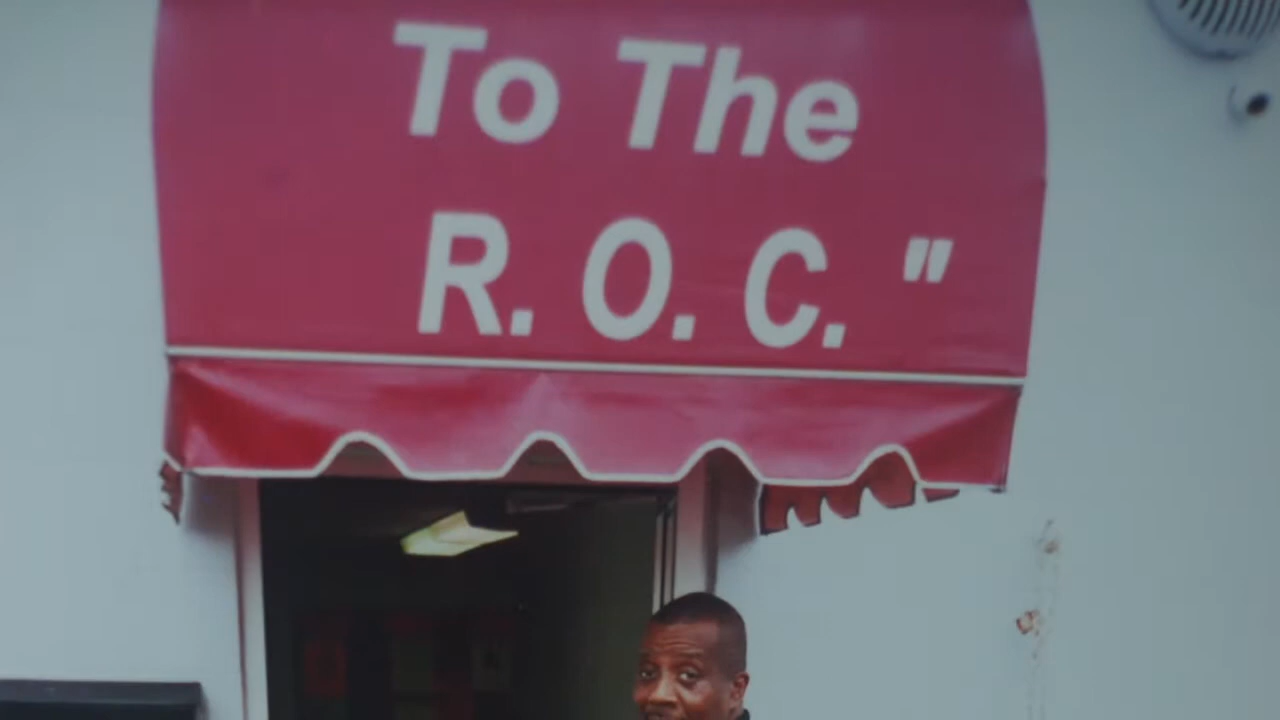 To The
R. O. C. "